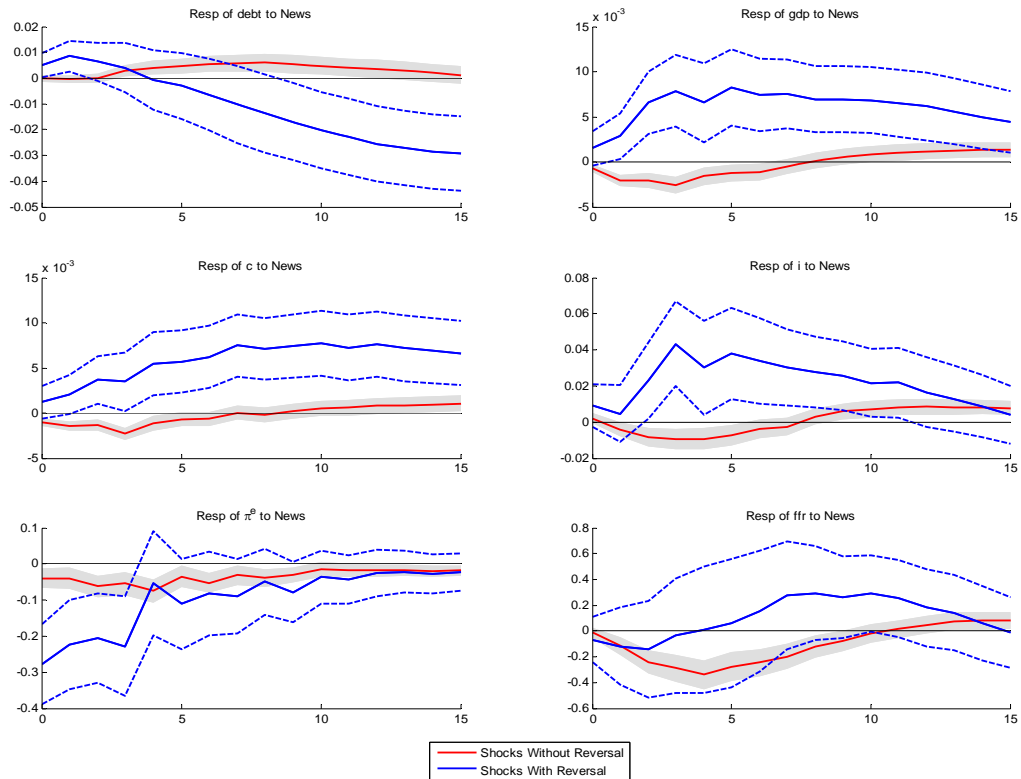 Resp of debt to News
0.02
0.01
0
-0.01
-0.02
-0.03
-0.04
-0.05
0 5 10 15
Resp of gdp to News
x 10⁻³
15
10
5
0
-5
0 5 10 15
Resp of c to News
x 10⁻³
15
10
5
0
-5
0 5 10 15
Resp of i to News
0.08
0.06
0.04
0.02
0
-0.02
0 5 10 15
Resp of πᵉ to News
0.1
0
-0.1
-0.2
-0.3
-0.4
0 5 10 15
Resp of ffr to News
0.8
0.6
0.4
0.2
0
-0.2
-0.4
-0.6
0 5 10 15
Shocks Without Reversal
Shocks With Reversal